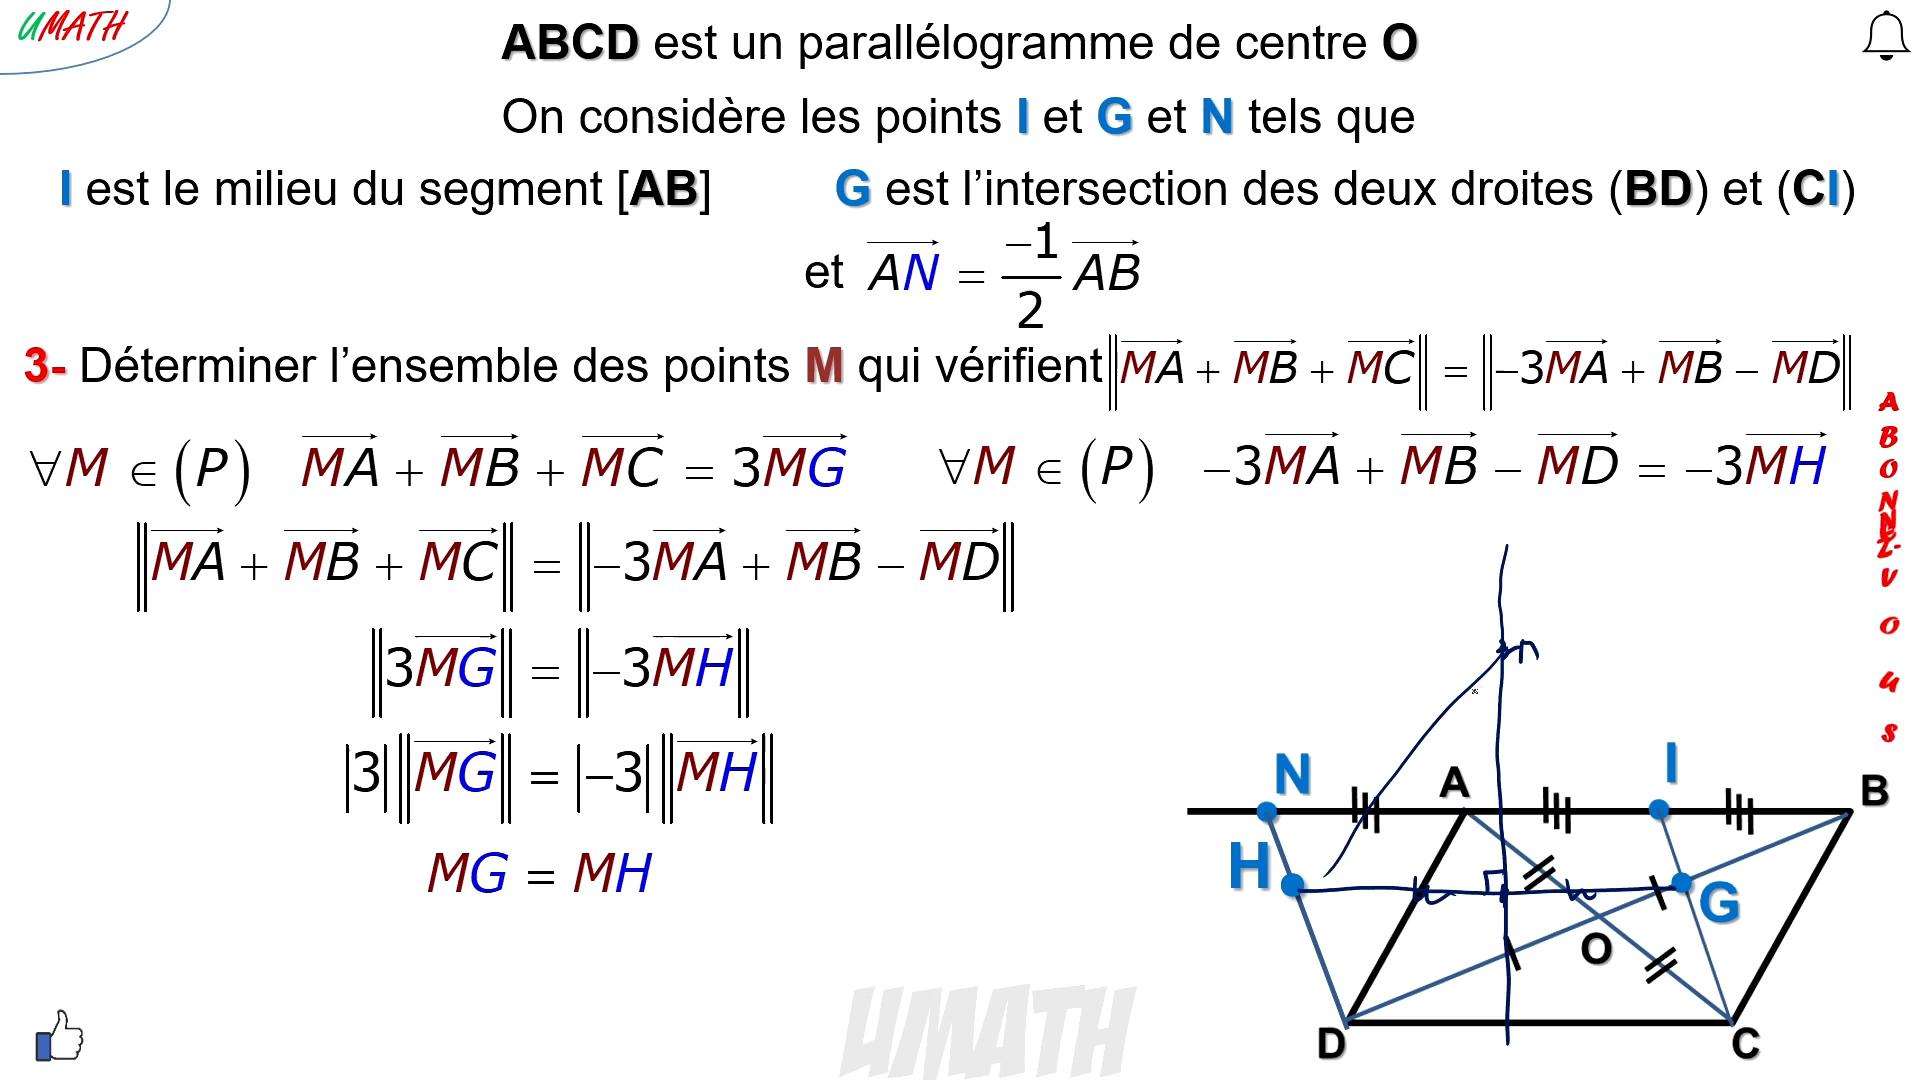 UMATH
ABCD est un parallélogramme de centre O
On considère les points I et G et N tels que
I est le milieu du segment [AB] G est l’intersection des deux droites (BD) et (CI)
et AN = -1/2 AB
3- Déterminer l’ensemble des points M qui vérifient ‖MA + MB + MC‖ = ‖−3MA + MB − MD‖
∀M ∈ (P) MA + MB + MC = 3MG ∀M ∈ (P) −3MA + MB − MD = −3MH
‖MA + MB + MC‖ = ‖−3MA + MB − MD‖
‖3MG‖ = ‖−3MH‖
|3|‖MG‖ = |−3|‖MH‖
MG = MH
N A I B
H G
O
D C
ABONNEZ-VOUS
UMATH